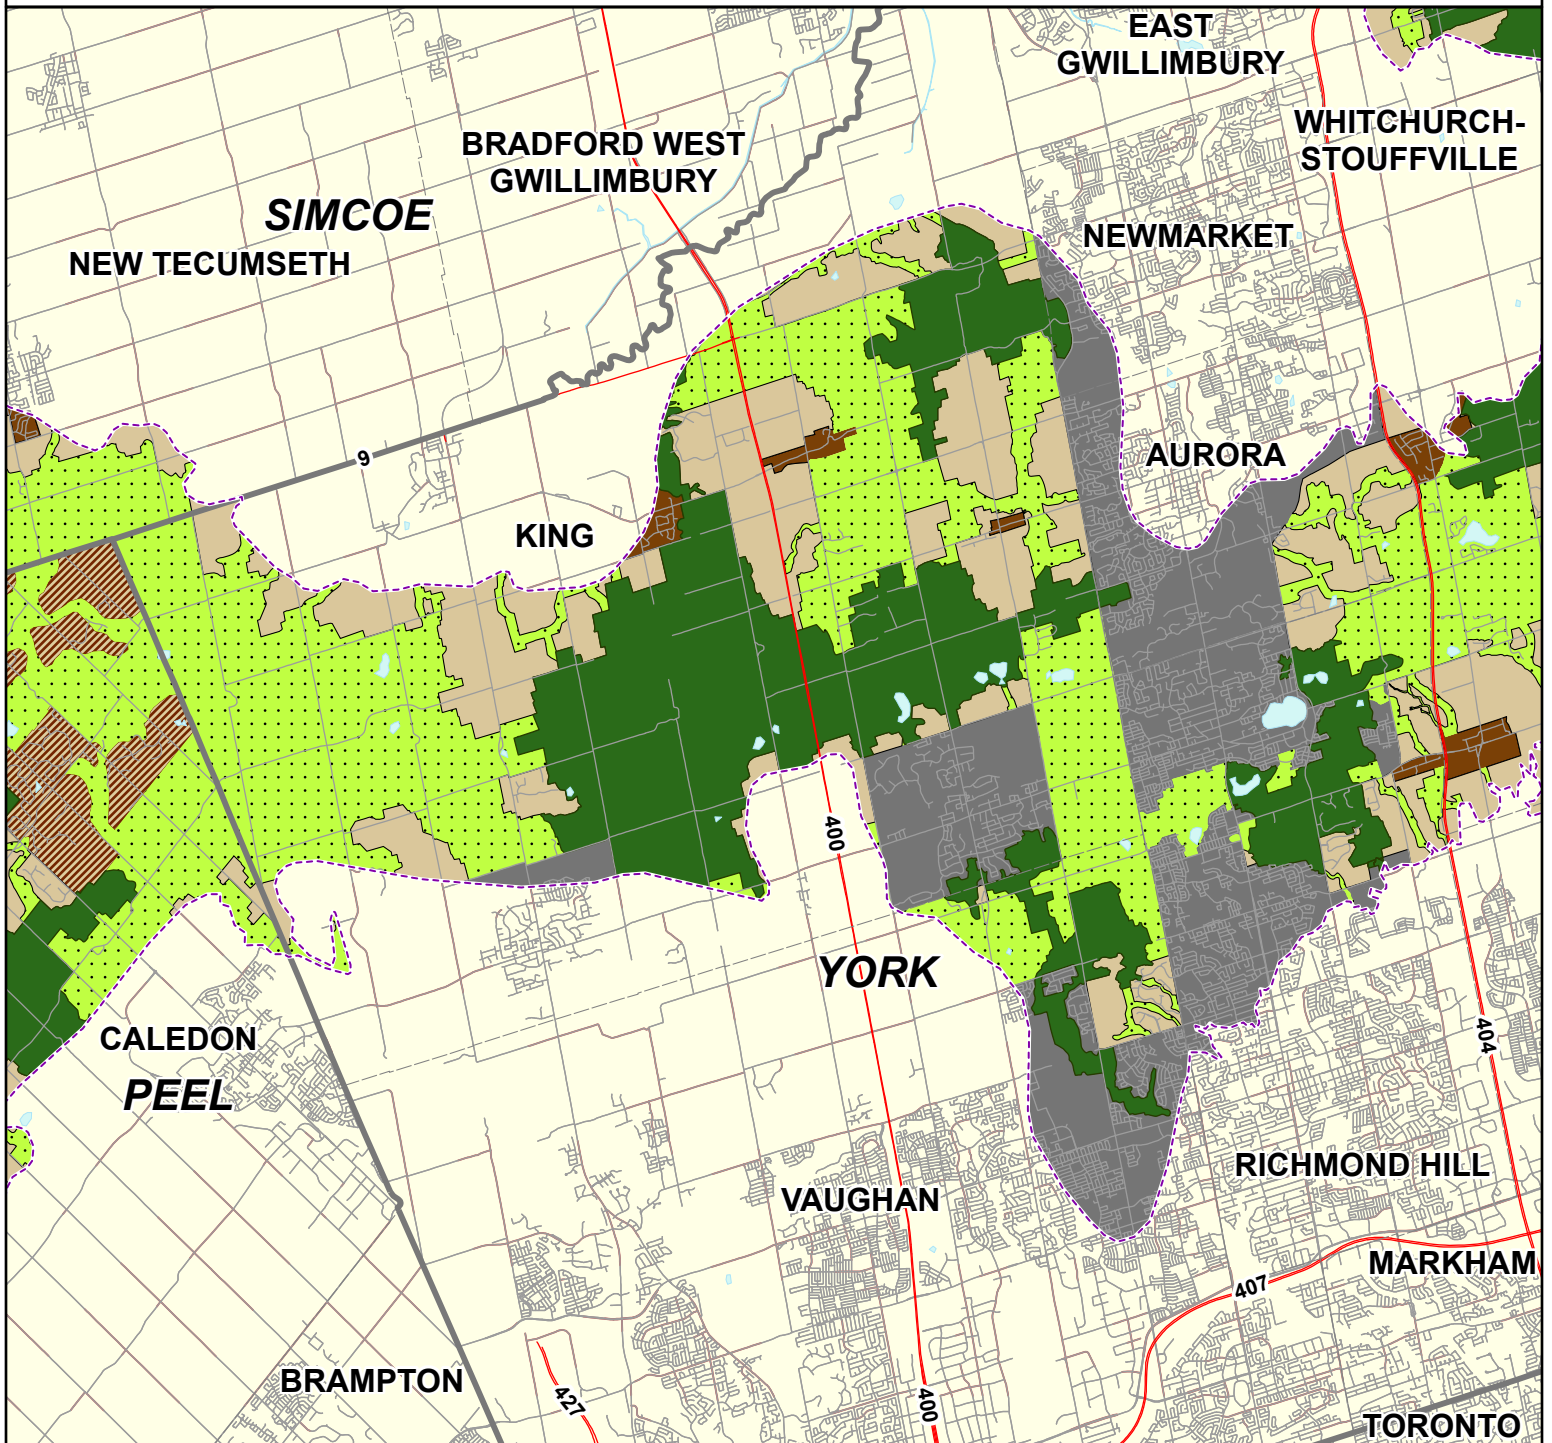 EAST
GWILLIMBURY
WHITCHURCH-
STOUFFVILLE
BRADFORD WEST
GWILLIMBURY
SIMCOE
NEW TECUMSETH
NEWMARKET
AURORA
9
KING
400
YORK
CALEDON
PEEL
404
RICHMOND HILL
VAUGHAN
MARKHAM
407
BRAMPTON
427
400
TORONTO